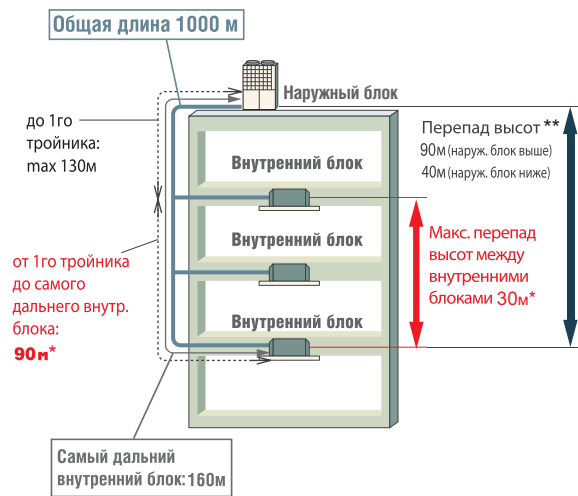 Общая длина 1000 м
Наружный блок
до 1го
тройника:
max 130м
Перепад высот **
90м (наруж. блок выше)
40м (наруж. блок ниже)
Внутренний блок
Внутренний блок
Внутренний блок
от 1го тройника
до самого
дальнего внутр.
блока:
90м*
Макс. перепад
высот между
внутренними
блоками 30м*
Самый дальний
внутренний блок: 160м